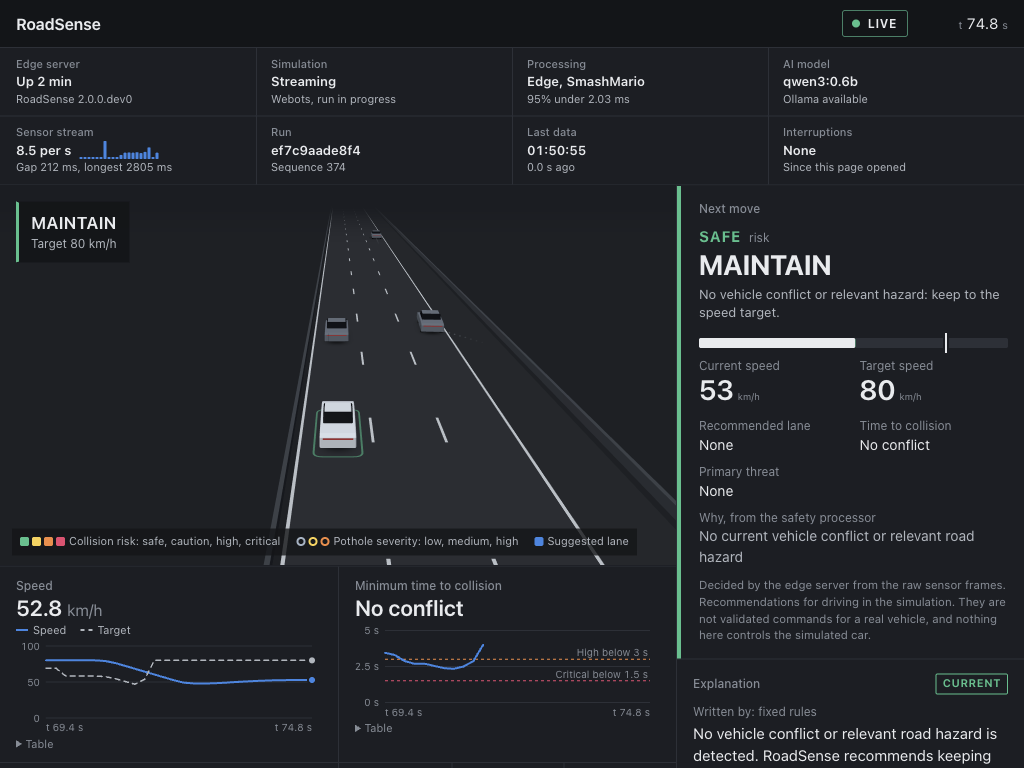 RoadSense
LIVE
t 74.8 s
Edge server
Up 2 min
RoadSense 2.0.0.dev0
Simulation
Streaming
Webots, run in progress
Processing
Edge, SmashMario
95% under 2.03 ms
AI model
qwen3:0.6b
Ollama available
Sensor stream
8.5 per s
Gap 212 ms, longest 2805 ms
Run
ef7c9aade8f4
Sequence 374
Last data
01:50:55
0.0 s ago
Interruptions
None
Since this page opened
MAINTAIN
Target 80 km/h
Collision risk: safe, caution, high, critical
Pothole severity: low, medium, high
Suggested lane
Next move
SAFE risk
MAINTAIN
No vehicle conflict or relevant hazard: keep to the
speed target.
Current speed
53 km/h
Target speed
80 km/h
Recommended lane
None
Time to collision
No conflict
Primary threat
None
Why, from the safety processor
No current vehicle conflict or relevant road
hazard
Decided by the edge server from the raw sensor frames.
Recommendations for driving in the simulation. They are
not validated commands for a real vehicle, and nothing
here controls the simulated car.
Speed
52.8 km/h
Speed
Target
100
50
0
t 69.4 s
t 74.8 s
Table
Minimum time to collision
No conflict
5 s
2.5 s
0 s
High below 3 s
Critical below 1.5 s
t 69.4 s
t 74.8 s
Table
Explanation
CURRENT
Written by: fixed rules
No vehicle conflict or relevant road hazard is
detected. RoadSense recommends keeping